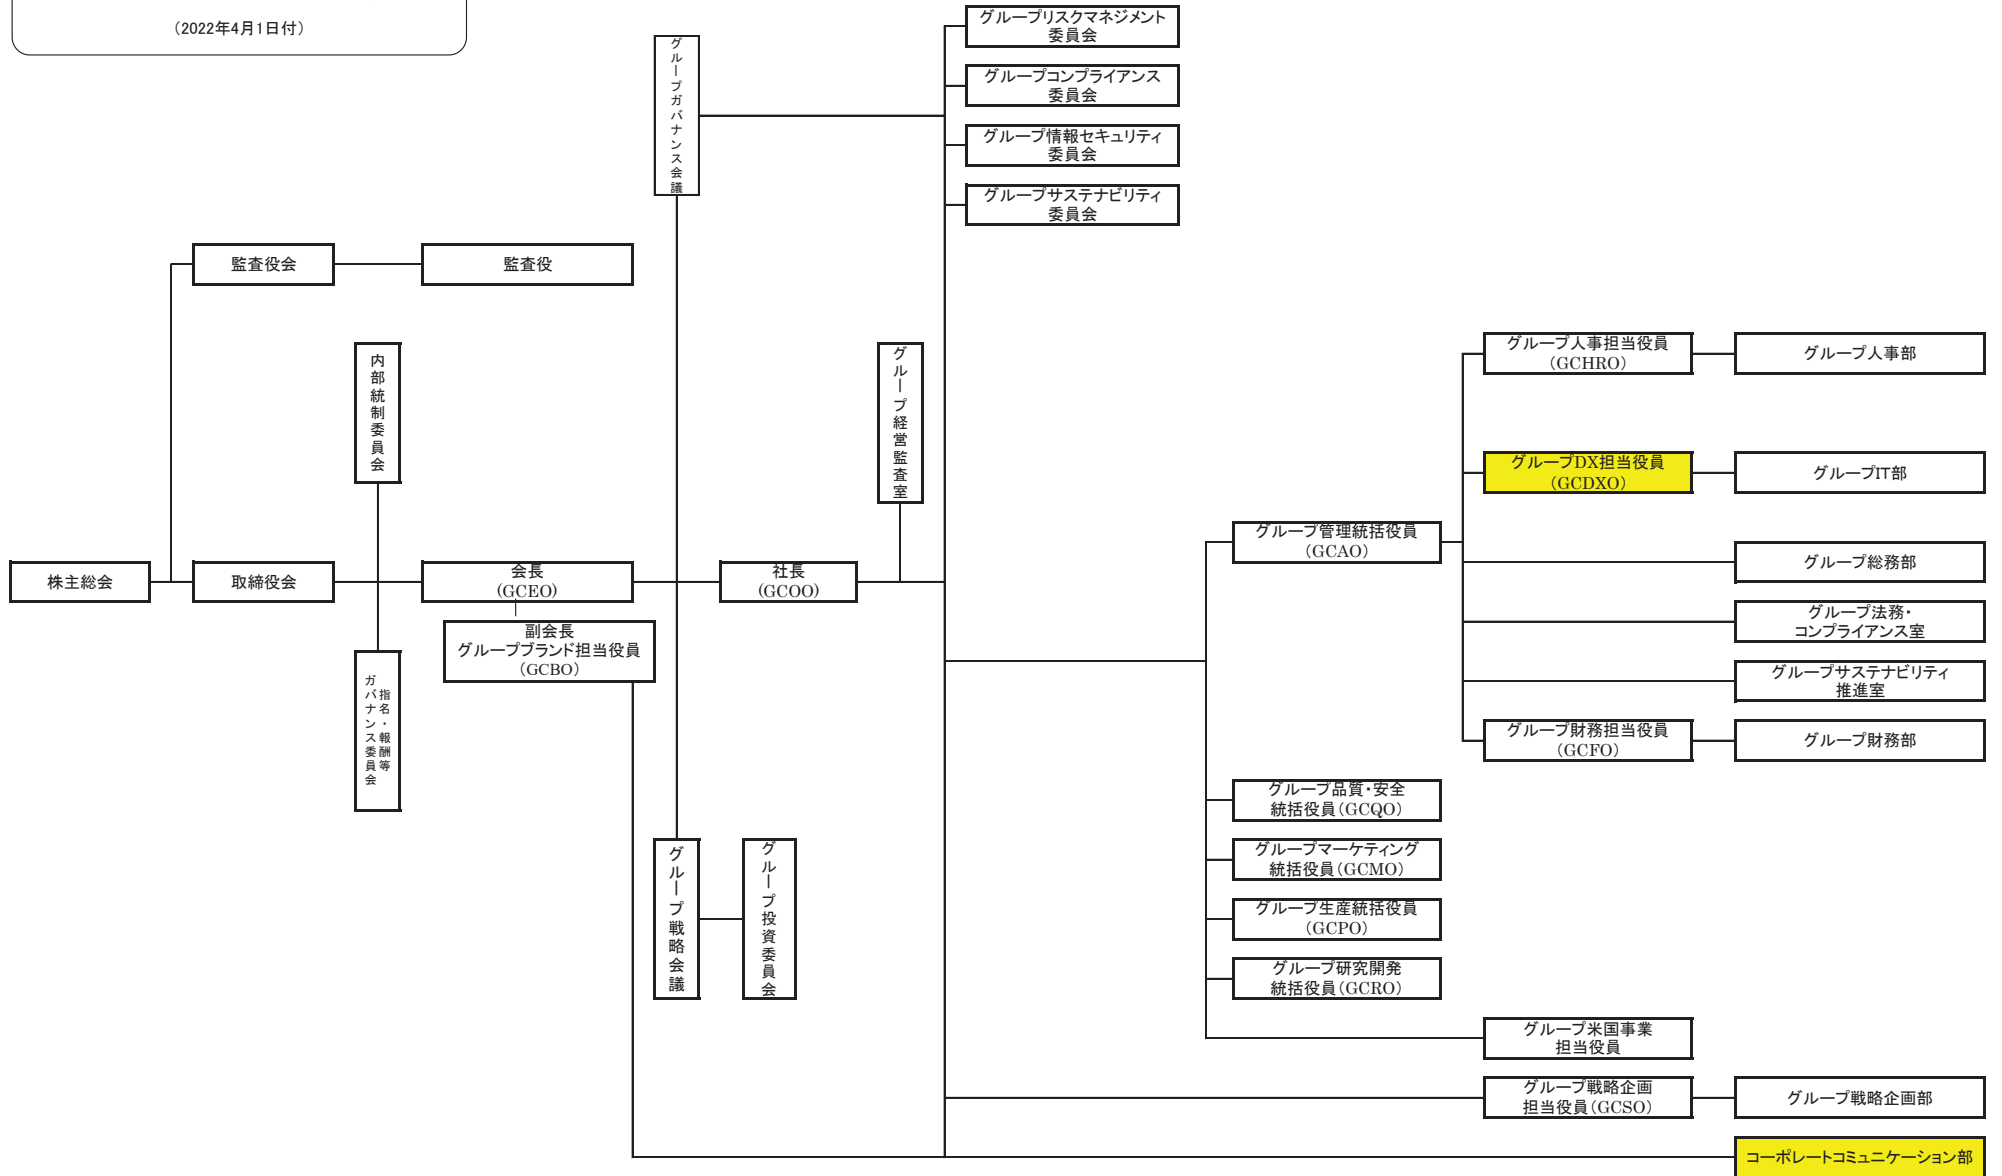 (2022年4月1日付)
グループガバナンス会議
グループリスクマネジメント
委員会
グループコンプライアンス
委員会
グループ情報セキュリティ
委員会
グループサステナビリティ
委員会
監査役会
監査役
内部統制委員会
グループ経営監査室
株主総会
取締役会
会長
(GCEO)
副会長
グループブランド担当役員
(GCBO)
社長
(GCOO)
指名・報酬等
ガバナンス委員会
グループ戦略会議
グループ投資委員会
グループ管理統括役員
(GCAO)
グループ人事担当役員
(GCHRO)
グループ人事部
グループDX担当役員
(GCDXO)
グループIT部
グループ総務部
グループ法務・
コンプライアンス室
グループサステナビリティ
推進室
グループ財務担当役員
(GCFO)
グループ財務部
グループ品質・安全
統括役員(GCQO)
グループマーケティング
統括役員(GCMO)
グループ生産統括役員
(GCPO)
グループ研究開発
統括役員(GCRO)
グループ米国事業
担当役員
グループ戦略企画
担当役員(GCSO)
グループ戦略企画部
コーポレートコミュニケーション部